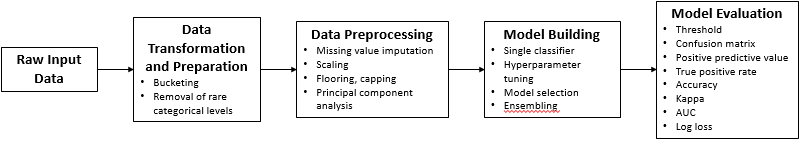 Raw Input
Data
Data
Transformation
and Preparation
• Bucketing
• Removal of rare
categorical levels
Data Preprocessing
• Missing value imputation
• Scaling
• Flooring, capping
• Principal component
analysis
Model Building
• Single classifier
• Hyperparameter
tuning
• Model selection
• Ensembling
Model Evaluation
• Threshold
• Confusion matrix
• Positive predictive value
• True positive rate
• Accuracy
• Kappa
• AUC
• Log loss